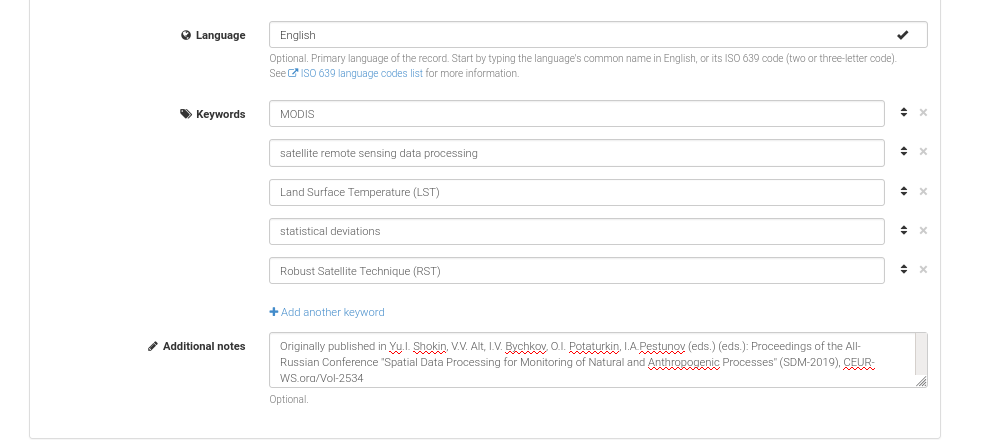 Language
English
Optional. Primary language of the record. Start by typing the language's common name in English, or its ISO 639 code (two or three-letter code).
See ISO 639 language codes list for more information.
Keywords
MODIS
satellite remote sensing data processing
Land Surface Temperature (LST)
statistical deviations
Robust Satellite Technique (RST)
Add another keyword
Additional notes
Originally published in Yu.I. Shokin, V.V. Alt, I.V. Bychkov, O.I. Potaturkin, I.A.Pestunov (eds.) (eds.): Proceedings of the All-
Russian Conference "Spatial Data Processing for Monitoring of Natural and Anthropogenic Processes" (SDM-2019), CEUR-
WS.org/Vol-2534
Optional.